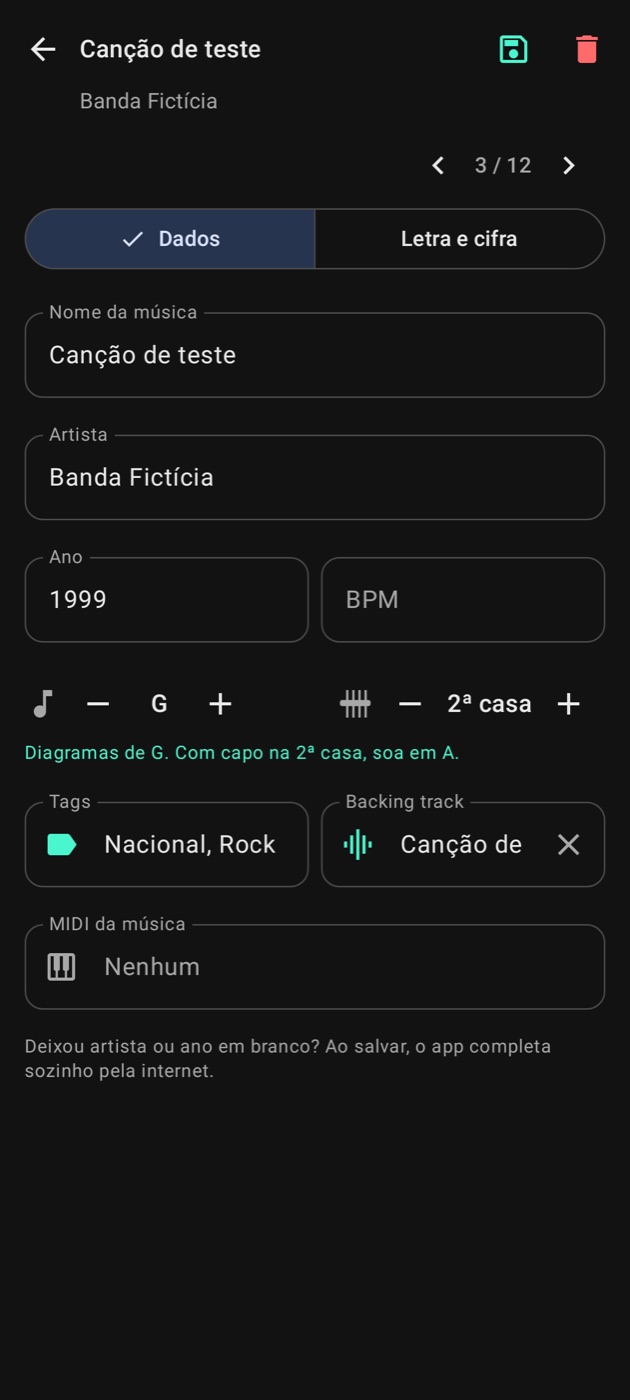 Canção de teste
Banda Fictícia
3 / 12
Dados
Letra e cifra
Nome da música
Canção de teste
Artista
Banda Fictícia
Ano
1999
BPM
G
2ª casa
Diagramas de G. Com capo na 2ª casa, soa em A.
Tags
Nacional, Rock
Backing track
Canção de
MIDI da música
Nenhum
Deixou artista ou ano em branco? Ao salvar, o app completa
sozinho pela internet.